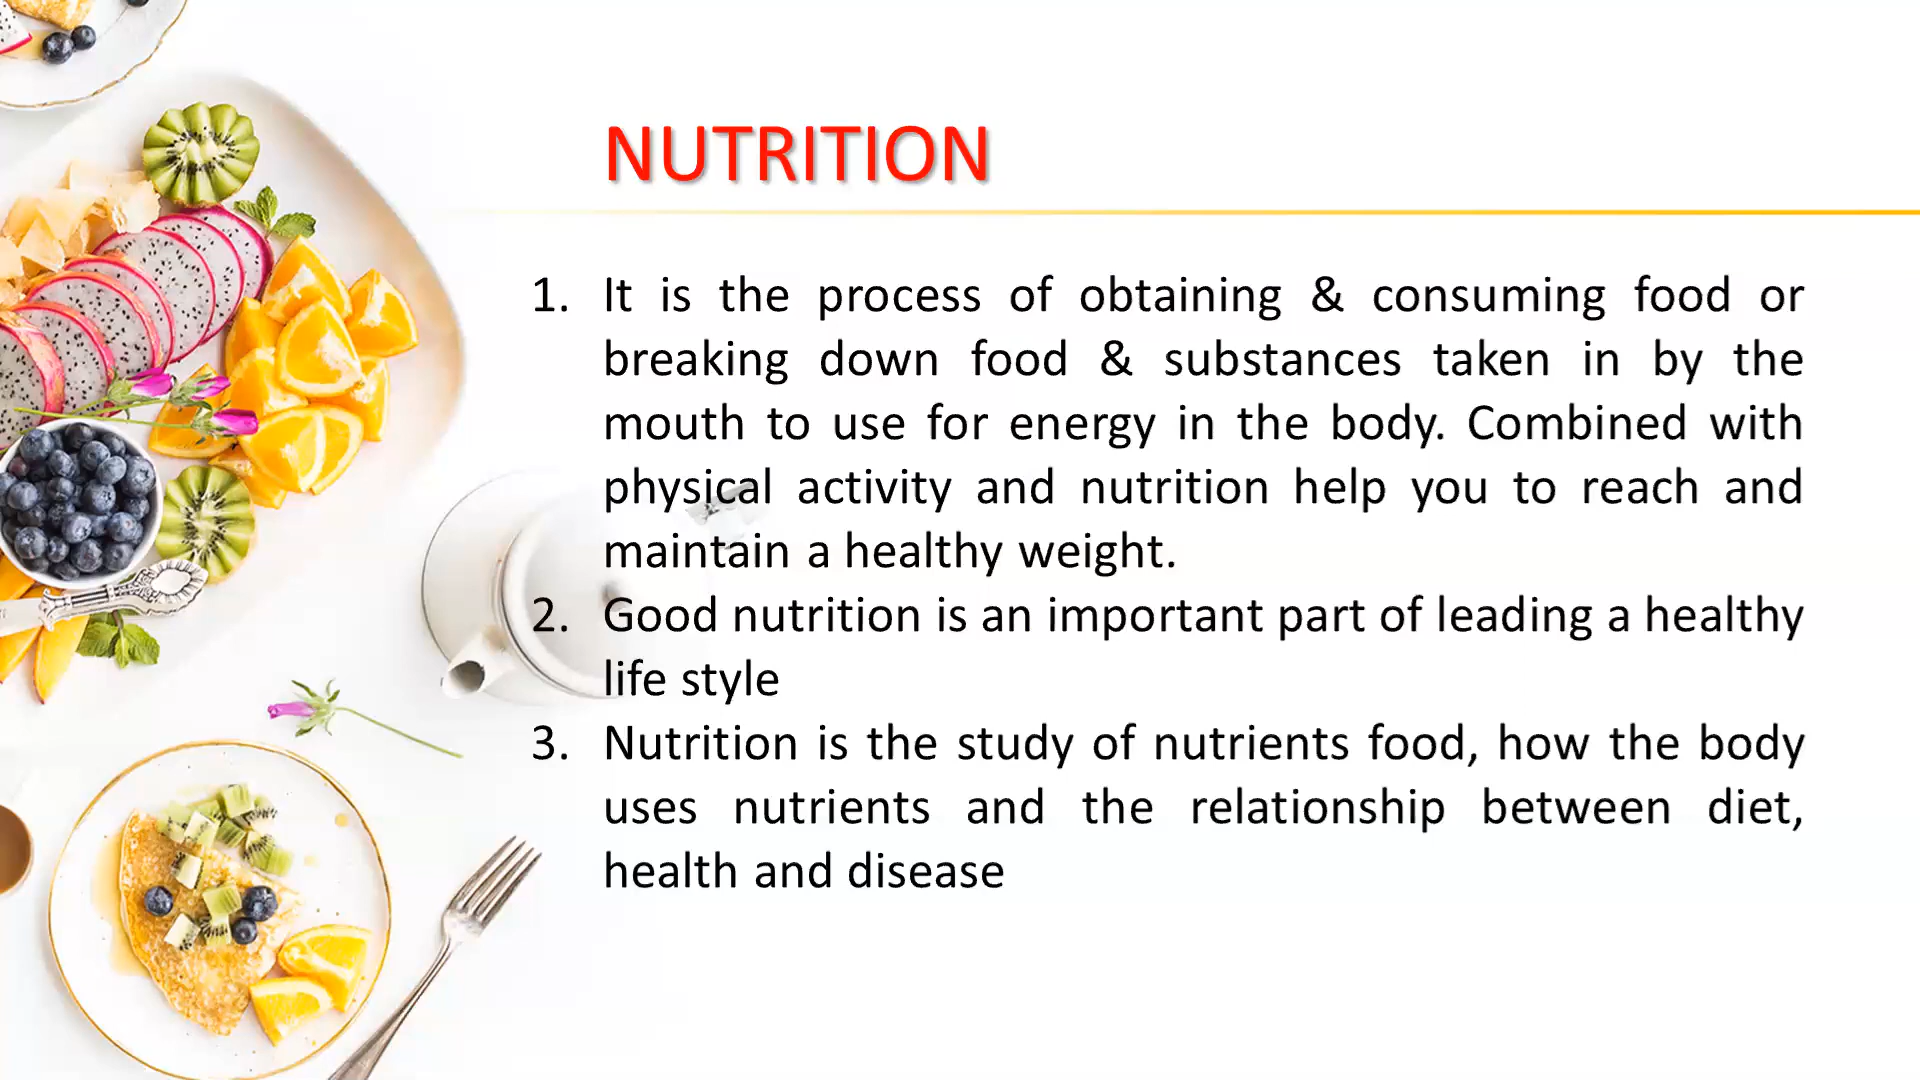 NUTRITION
1. It is the process of obtaining & consuming food or
breaking down food & substances taken in by the
mouth to use for energy in the body. Combined with
physical activity and nutrition help you to reach and
maintain a healthy weight.
2. Good nutrition is an important part of leading a healthy
life style
3. Nutrition is the study of nutrients food, how the body
uses nutrients and the relationship between diet,
health and disease